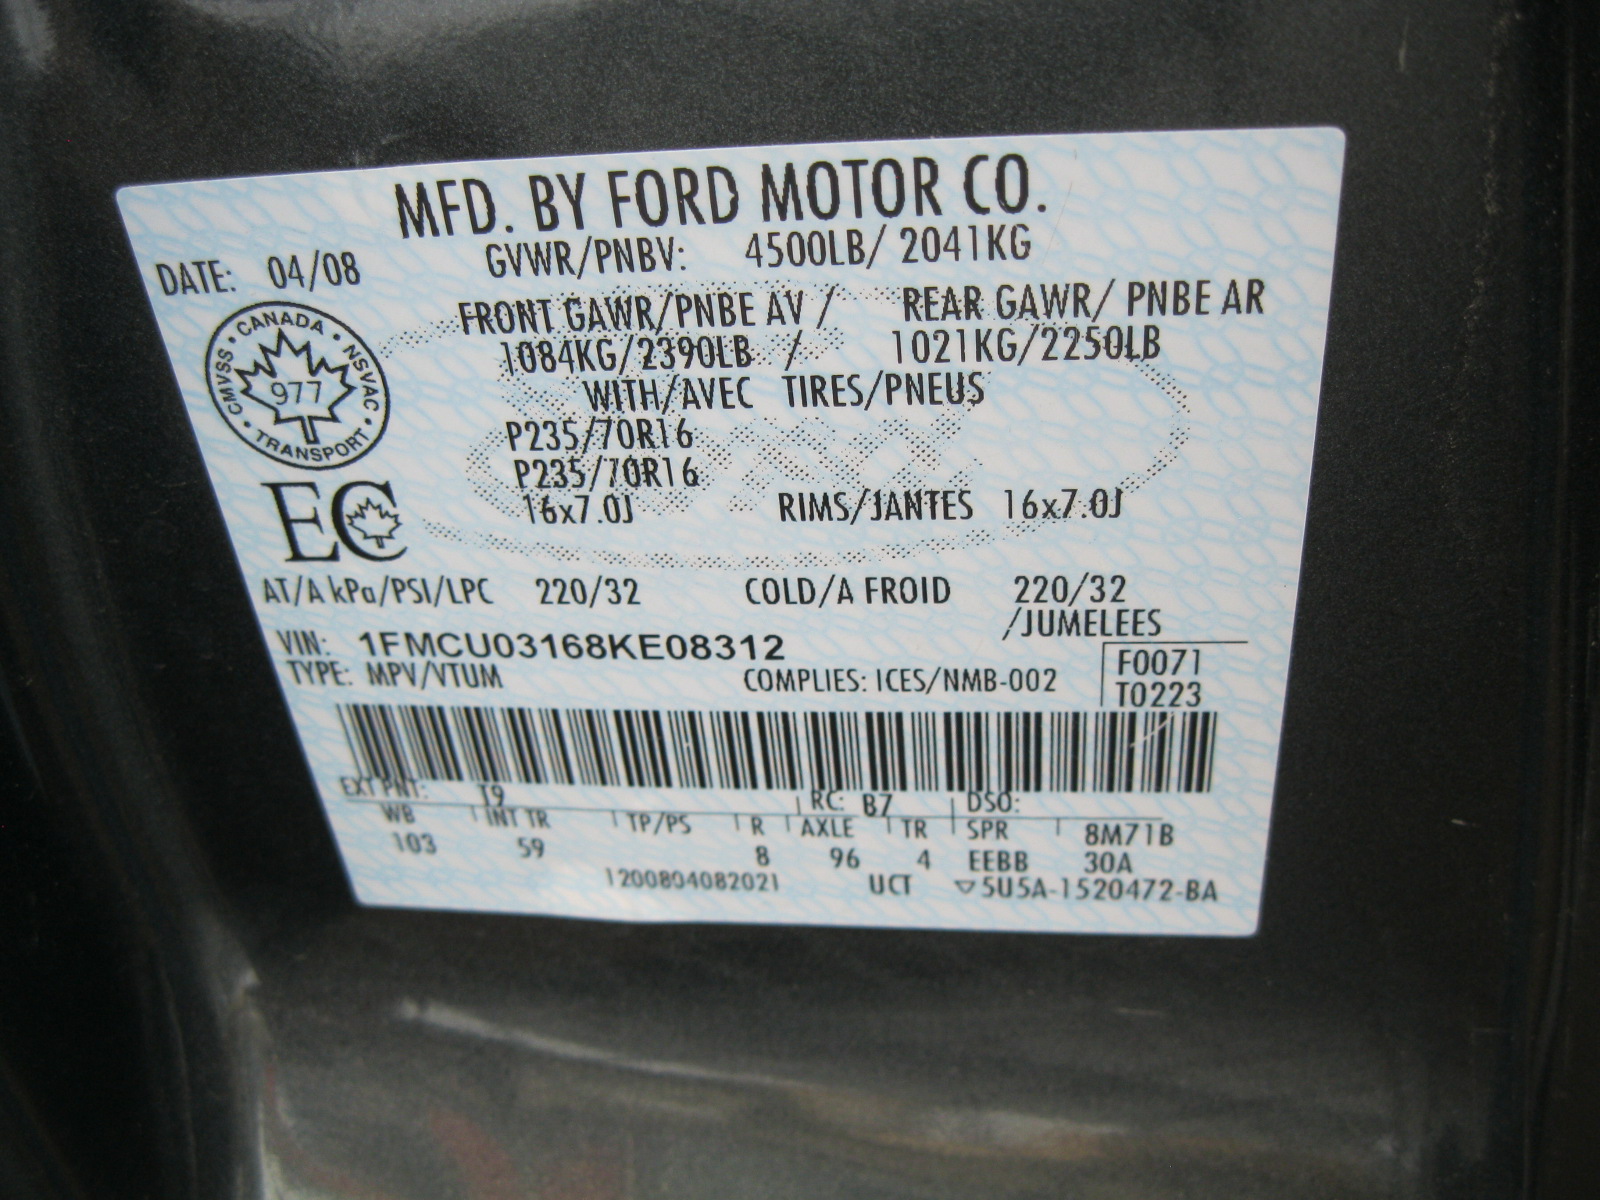 MFD. BY FORD MOTOR CO.
DATE: 04/08 GVWR/PNBV: 4500LB/ 2041KG
FRONT GAWR/PNBE AV / REAR GAWR/ PNBE AR
1084KG/2390LB / 1021KG/2250LB
WITH/AVEC TIRES/PNEUS
P235/70R16
P235/70R16
16x7.0J RIMS/JANTES 16x7.0J
CANADA • NSVAC • TRANSPORT • CMVSS •
977
EC
AT/A kPa/PSI/LPC 220/32 COLD/A FROID 220/32
/JUMELEES
VIN: 1FMCU03168KE08312
TYPE: MPV/VTUM COMPLIES: ICES/NMB-002
F0071
T0223
EXT PNT: T9 RC: B7 DSO:
WB INT TR TP/PS R AXLE TR SPR 8M71B
103 59 8 96 4 EEBB 30A
1200804082021 UCT ▽5U5A-1520472-BA